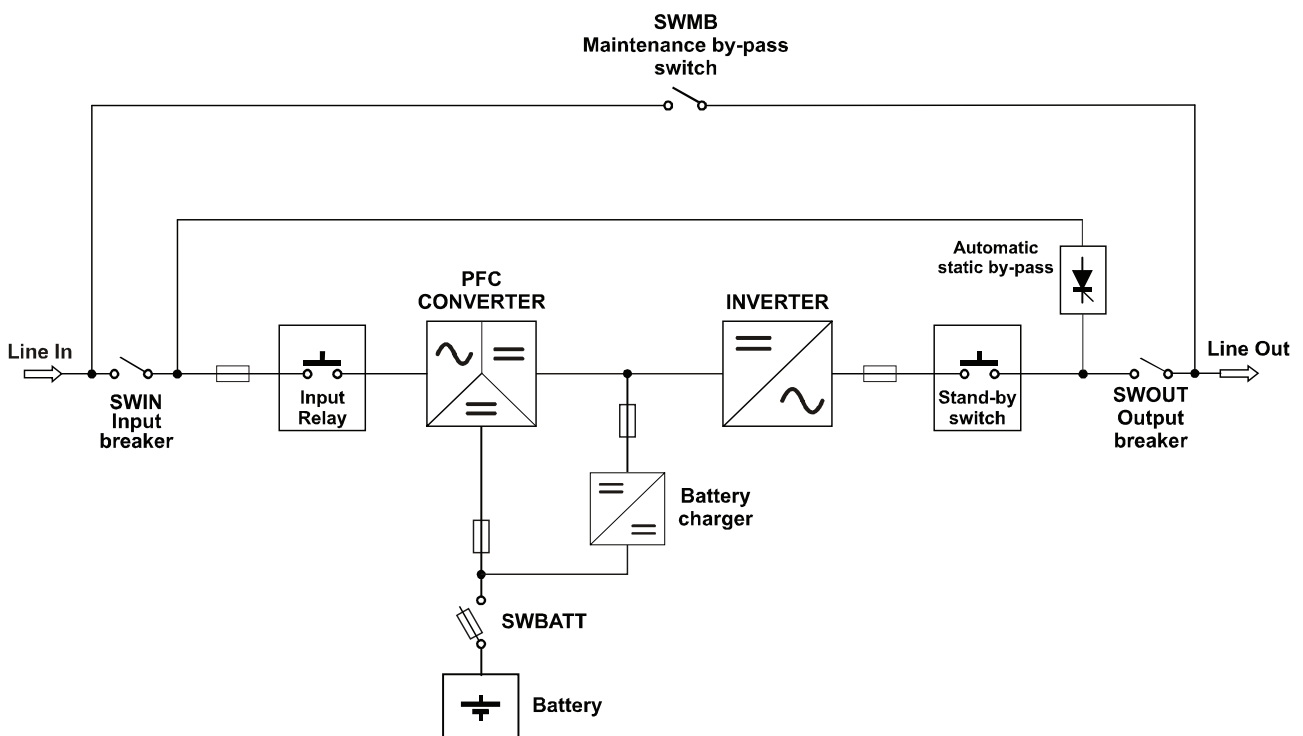 SWMB
Maintenance by-pass
switch
Automatic
static by-pass
PFC
CONVERTER
INVERTER
Line In
Line Out
SWIN
Input
breaker
Input
Relay
Stand-by
switch
SWOUT
Output
breaker
Battery
charger
SWBATT
Battery